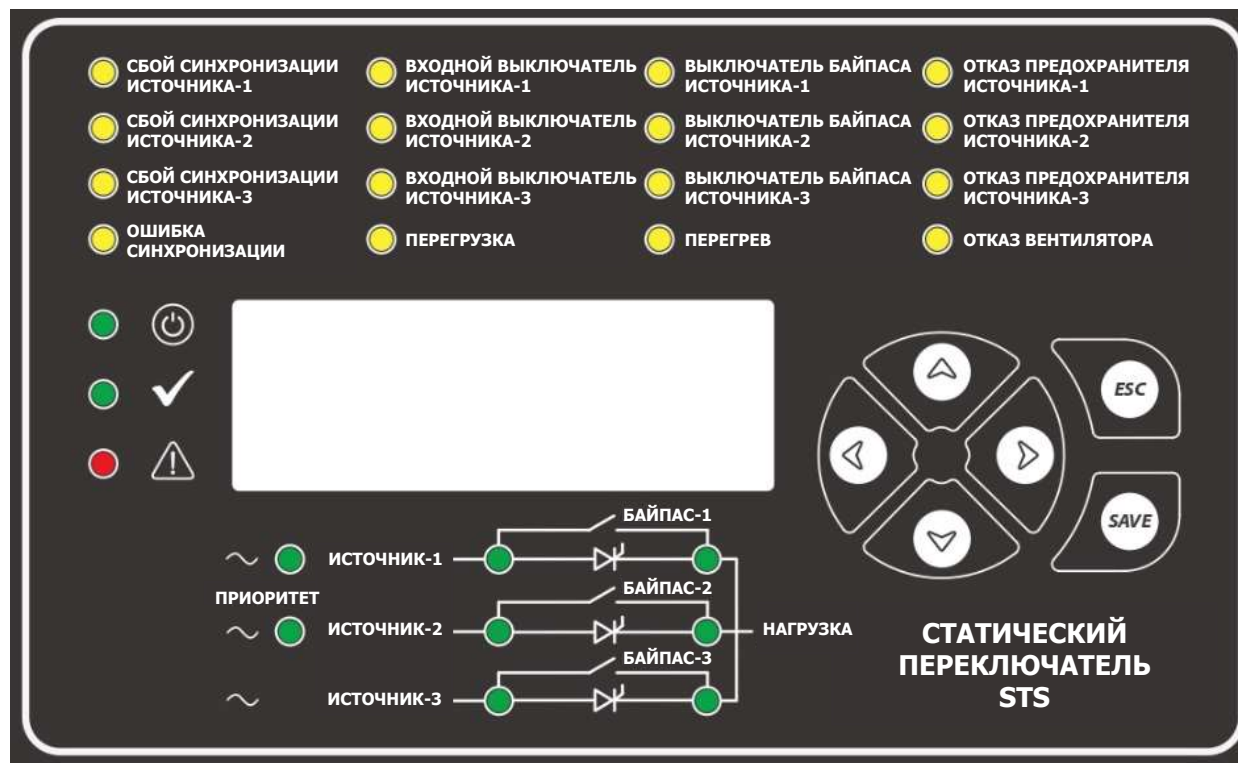 СБОЙ СИНХРОНИЗАЦИИ
ИСТОЧНИКА-1
ВХОДНОЙ ВЫКЛЮЧАТЕЛЬ
ИСТОЧНИКА-1
ВЫКЛЮЧАТЕЛЬ БАЙПАСА
ИСТОЧНИКА-1
ОТКАЗ ПРЕДОХРАНИТЕЛЯ
ИСТОЧНИКА-1
СБОЙ СИНХРОНИЗАЦИИ
ИСТОЧНИКА-2
ВХОДНОЙ ВЫКЛЮЧАТЕЛЬ
ИСТОЧНИКА-2
ВЫКЛЮЧАТЕЛЬ БАЙПАСА
ИСТОЧНИКА-2
ОТКАЗ ПРЕДОХРАНИТЕЛЯ
ИСТОЧНИКА-2
СБОЙ СИНХРОНИЗАЦИИ
ИСТОЧНИКА-3
ВХОДНОЙ ВЫКЛЮЧАТЕЛЬ
ИСТОЧНИКА-3
ВЫКЛЮЧАТЕЛЬ БАЙПАСА
ИСТОЧНИКА-3
ОТКАЗ ПРЕДОХРАНИТЕЛЯ
ИСТОЧНИКА-3
ОШИБКА
СИНХРОНИЗАЦИИ
ПЕРЕГРУЗКА
ПЕРЕГРЕВ
ОТКАЗ ВЕНТИЛЯТОРА
ESC
SAVE
БАЙПАС-1
ИСТОЧНИК-1
ПРИОРИТЕТ
БАЙПАС-2
ИСТОЧНИК-2
НАГРУЗКА
БАЙПАС-3
ИСТОЧНИК-3
СТАТИЧЕСКИЙ
ПЕРЕКЛЮЧАТЕЛЬ
STS